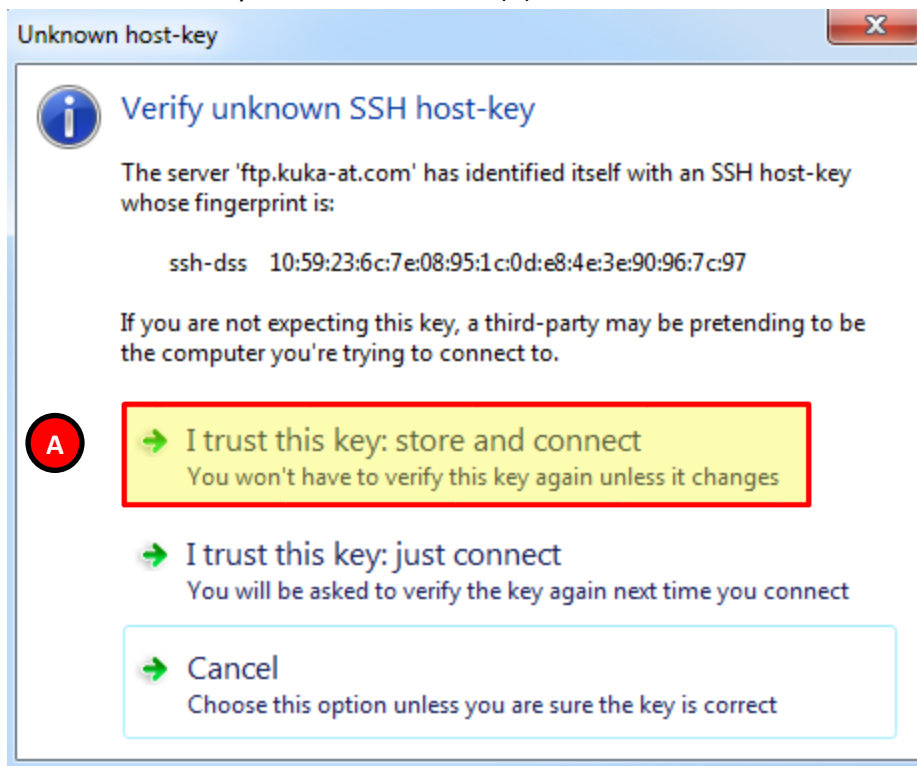 Unknown host-key
X
Verify unknown SSH host-key
The server 'ftp.kuka-at.com' has identified itself with an SSH host-key
whose fingerprint is:
ssh-dss 10:59:23:6c:7e:08:95:1c:0d:e8:4e:3e:90:96:7c:97
If you are not expecting this key, a third-party may be pretending to be
the computer you're trying to connect to.
A
I trust this key: store and connect
You won't have to verify this key again unless it changes
I trust this key: just connect
You will be asked to verify the key again next time you connect
Cancel
Choose this option unless you are sure the key is correct